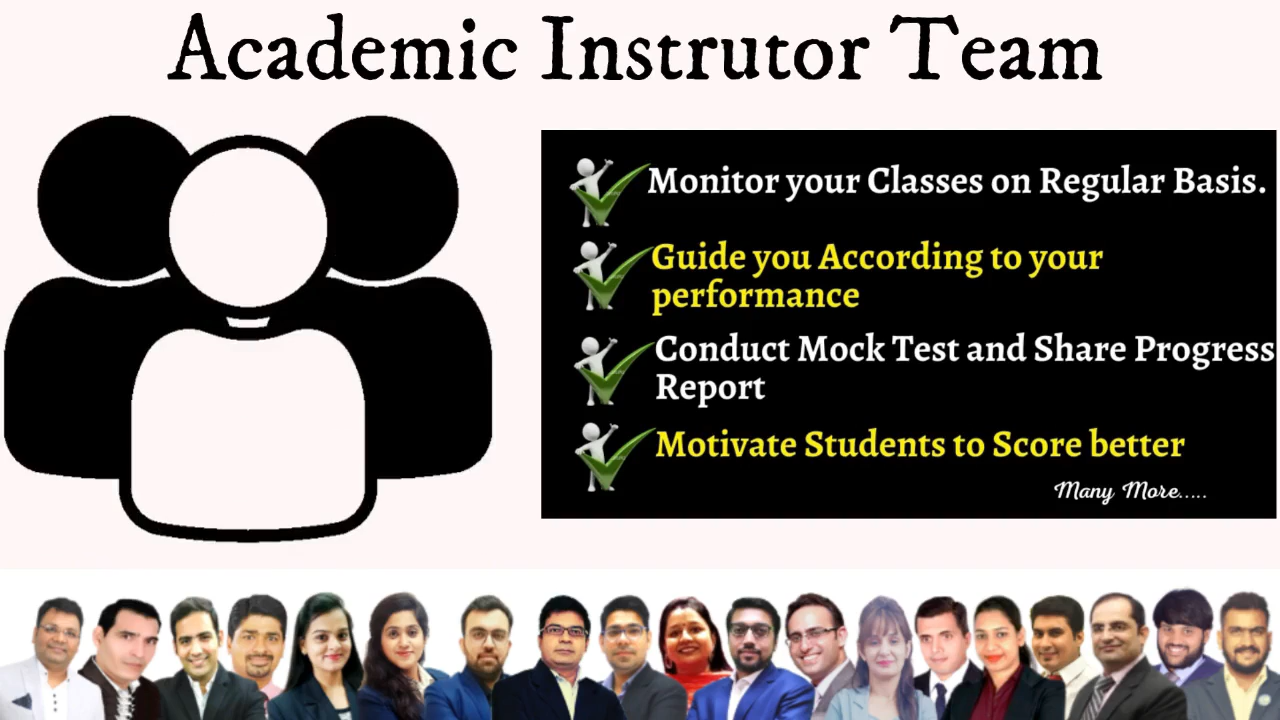 Academic Instrutor Team
Monitor your Classes on Regular Basis.
Guide you According to your
performance
Conduct Mock Test and Share Progress
Report
Motivate Students to Score better
Many More.....